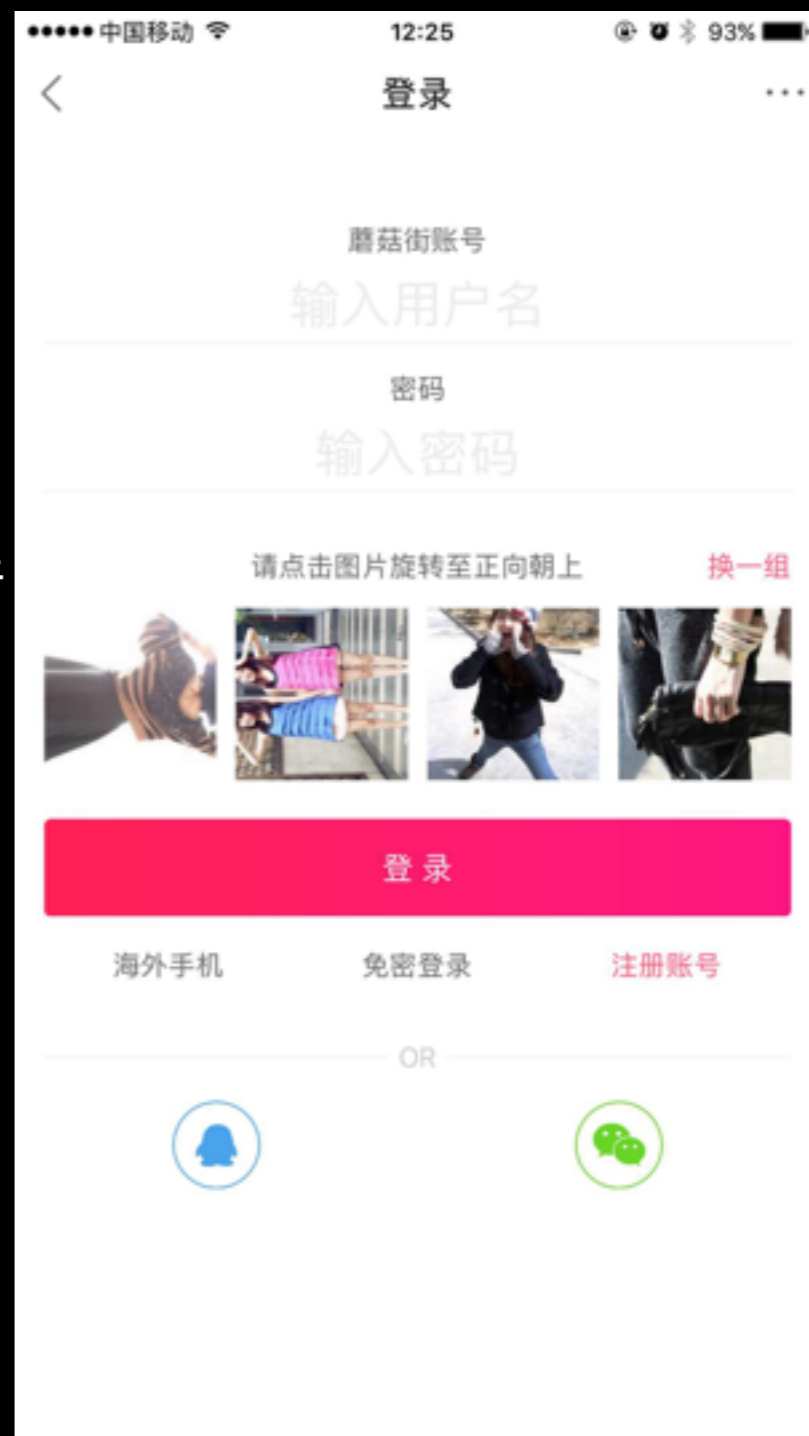 中国移动 12:25 93%
登录
蘑菇街账号
输入用户名
密码
输入密码
请点击图片旋转至正向朝上 换一组
登录
海外手机 免密登录 注册账号
OR